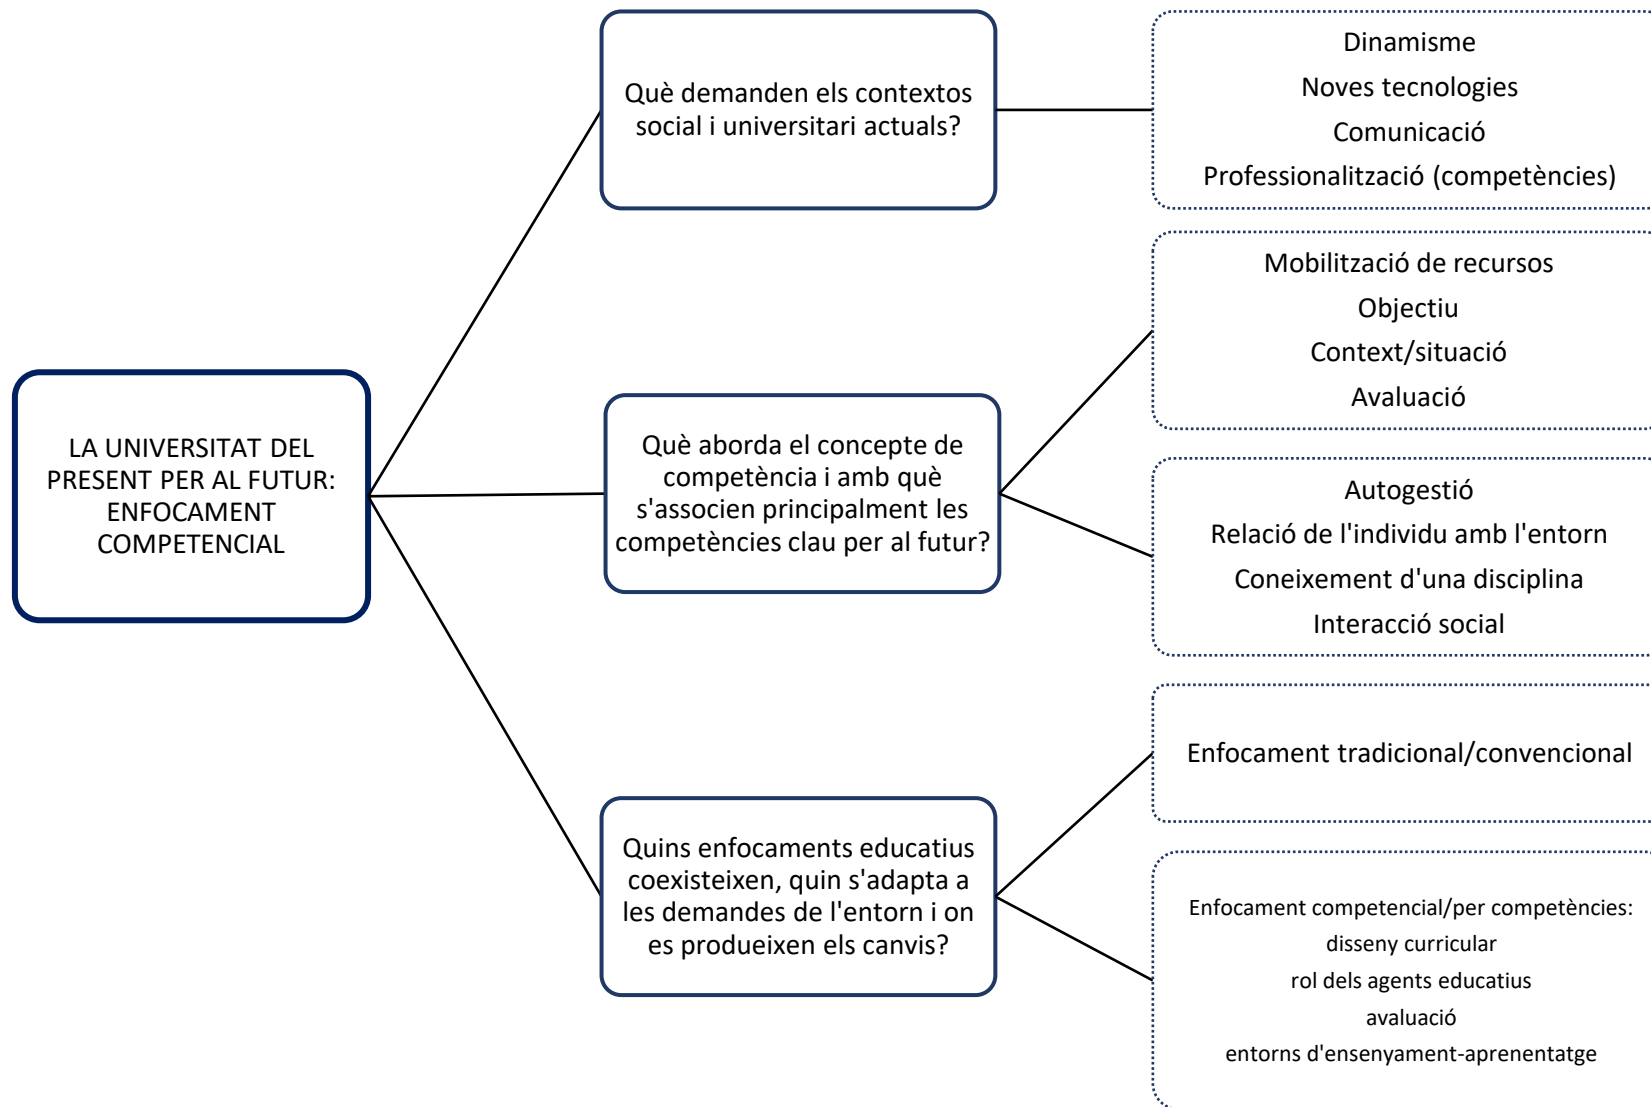 LA UNIVERSITAT DEL
PRESENT PER AL FUTUR:
ENFOCAMENT
COMPETENCIAL
Què demanden els contextos
social i universitari actuals?
Dinamisme
Noves tecnologies
Comunicació
Professionalització (competències)
Què aborda el concepte de
competència i amb què
s'associen principalment les
competències clau per al futur?
Mobilització de recursos
Objectiu
Context/situació
Avaluació
Autogestió
Relació de l'individu amb l'entorn
Coneixement d'una disciplina
Interacció social
Quins enfocaments educatius
coexisteixen, quin s'adapta a
les demandes de l'entorn i on
es produeixen els canvis?
Enfocament tradicional/convencional
Enfocament competencial/per competències:
disseny curricular
rol dels agents educatius
avaluació
entorns d'ensenyament-aprenentatge